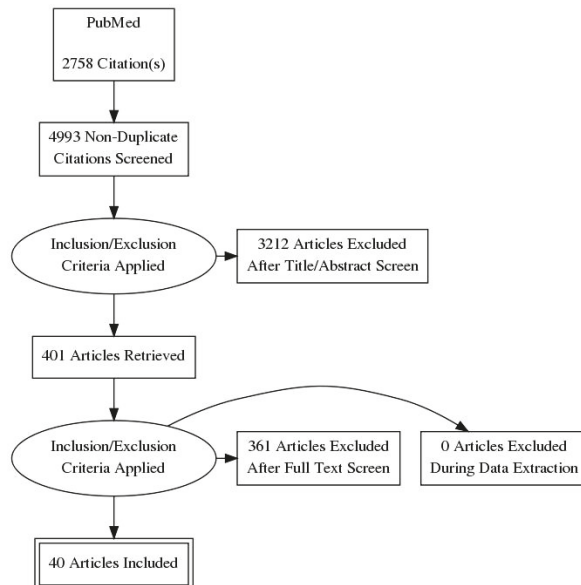 PubMed
2758 Citation(s)
4993 Non-Duplicate
Citations Screened
Inclusion/Exclusion
Criteria Applied
3212 Articles Excluded
After Title/Abstract Screen
401 Articles Retrieved
Inclusion/Exclusion
Criteria Applied
361 Articles Excluded
After Full Text Screen
0 Articles Excluded
During Data Extraction
40 Articles Included